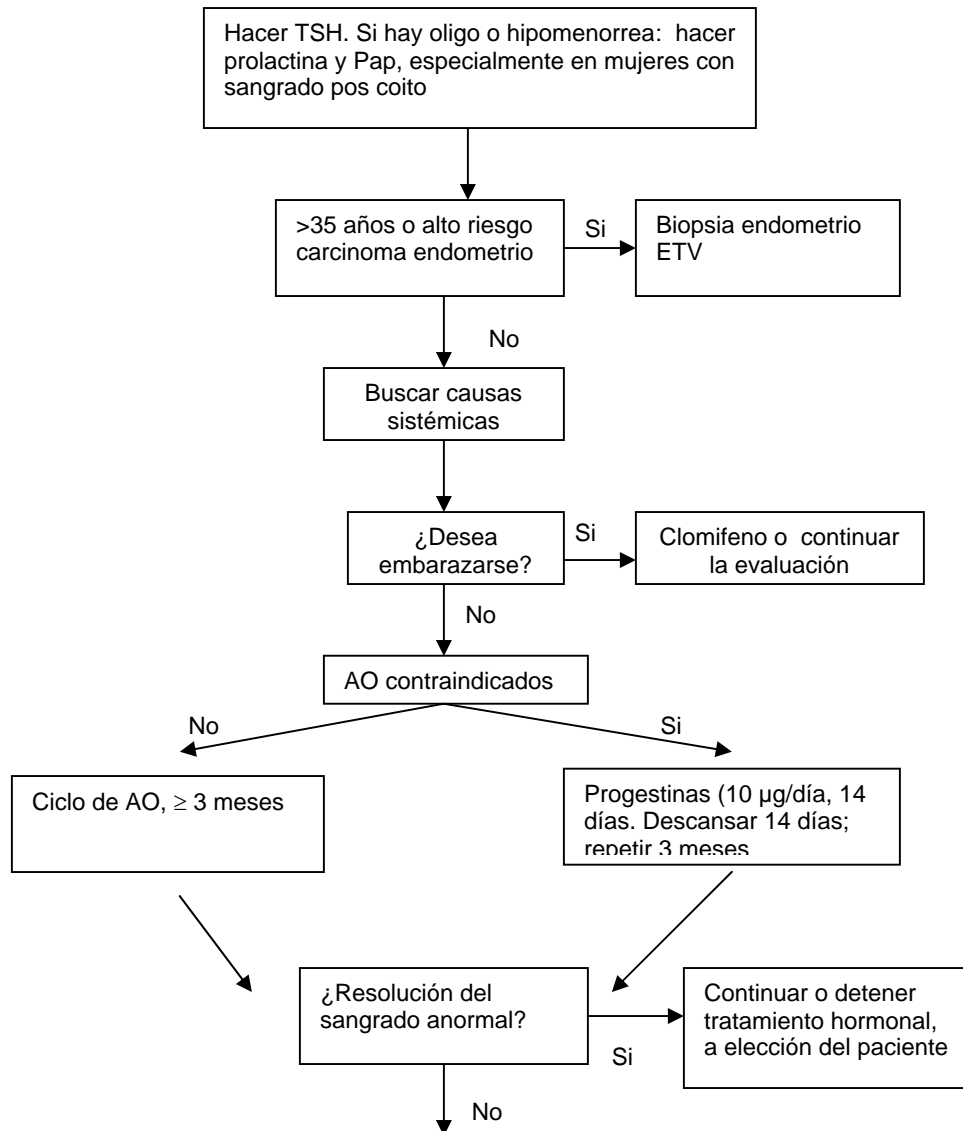 Hacer TSH. Si hay oligo o hipomenorrea:  hacer
prolactina y Pap, especialmente en mujeres con
sangrado pos coito
>35 años o alto riesgo
carcinoma endometrio
Si
Biopsia endometrio
ETV
No
Buscar causas
sistémicas
¿Desea
embarazarse?
Si
Clomifeno o  continuar
la evaluación
No
AO contraindicados
No
Si
Ciclo de AO, ≥ 3 meses
Progestinas (10 µg/día, 14
días. Descansar 14 días;
repetir 3 meses
¿Resolución del
sangrado anormal?
Si
Continuar o detener
tratamiento hormonal,
a elección del paciente
No